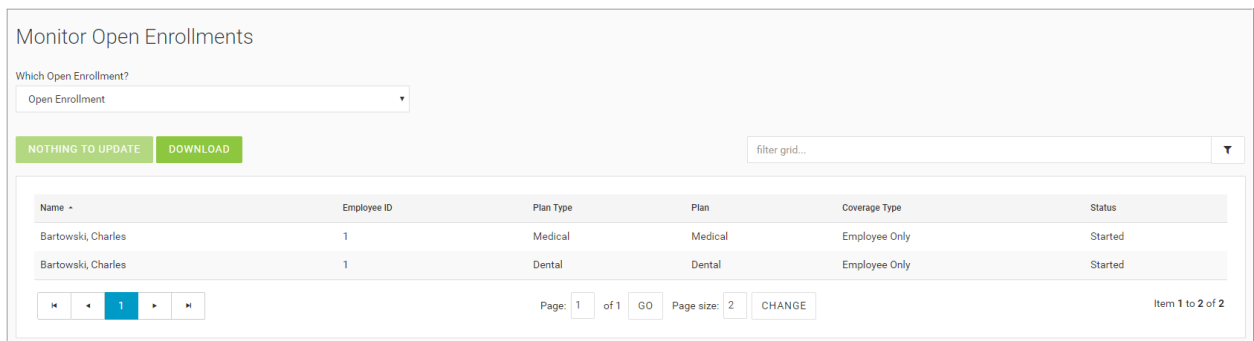 Monitor Open Enrollments
Which Open Enrollment?
Open Enrollment
NOTHING TO UPDATE DOWNLOAD filter grid...
Name Employee ID Plan Type Plan Coverage Type Status
Bartowski, Charles 1 Medical Medical Employee Only Started
Bartowski, Charles 1 Dental Dental Employee Only Started
1 Page: 1 of 1 GO Page size: 2 CHANGE Item 1 to 2 of 2